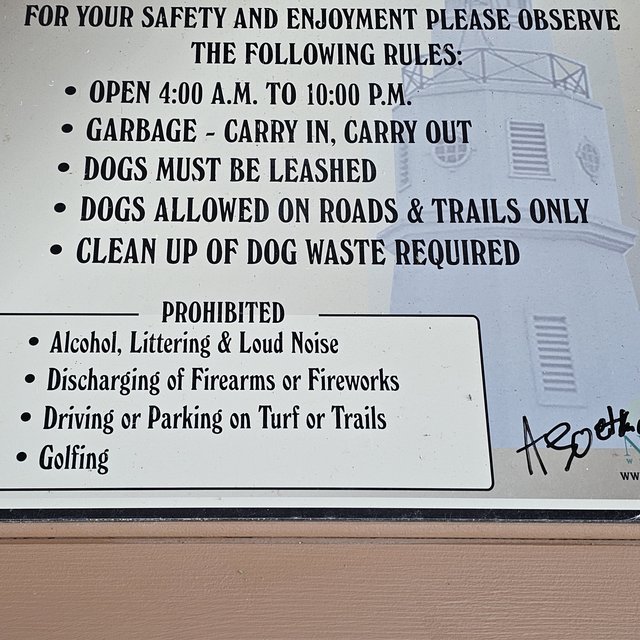 FOR YOUR SAFETY AND ENJOYMENT PLEASE OBSERVE
THE FOLLOWING RULES:
• OPEN 4:00 A.M. TO 10:00 P.M.
• GARBAGE - CARRY IN, CARRY OUT
• DOGS MUST BE LEASHED
• DOGS ALLOWED ON ROADS & TRAILS ONLY
• CLEAN UP OF DOG WASTE REQUIRED
PROHIBITED
• Alcohol, Littering & Loud Noise
• Discharging of Firearms or Fireworks
• Driving or Parking on Turf or Trails
• Golfing